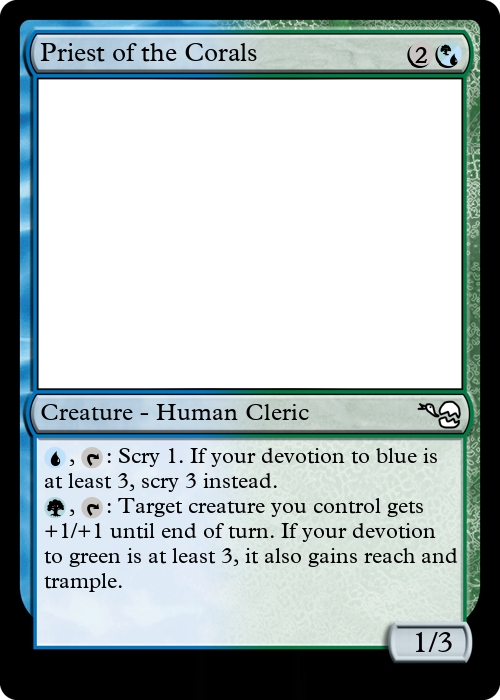 Priest of the Corals 2
Creature - Human Cleric
, : Scry 1. If your devotion to blue is
at least 3, scry 3 instead.
, : Target creature you control gets
+1/+1 until end of turn. If your devotion
to green is at least 3, it also gains reach and
trample.
1/3